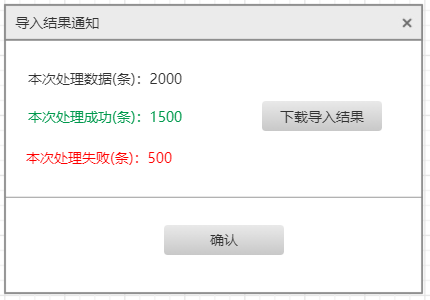 导入结果通知
本次处理数据(条)：2000
本次处理成功(条)：1500
下载导入结果
本次处理失败(条)：500
确认